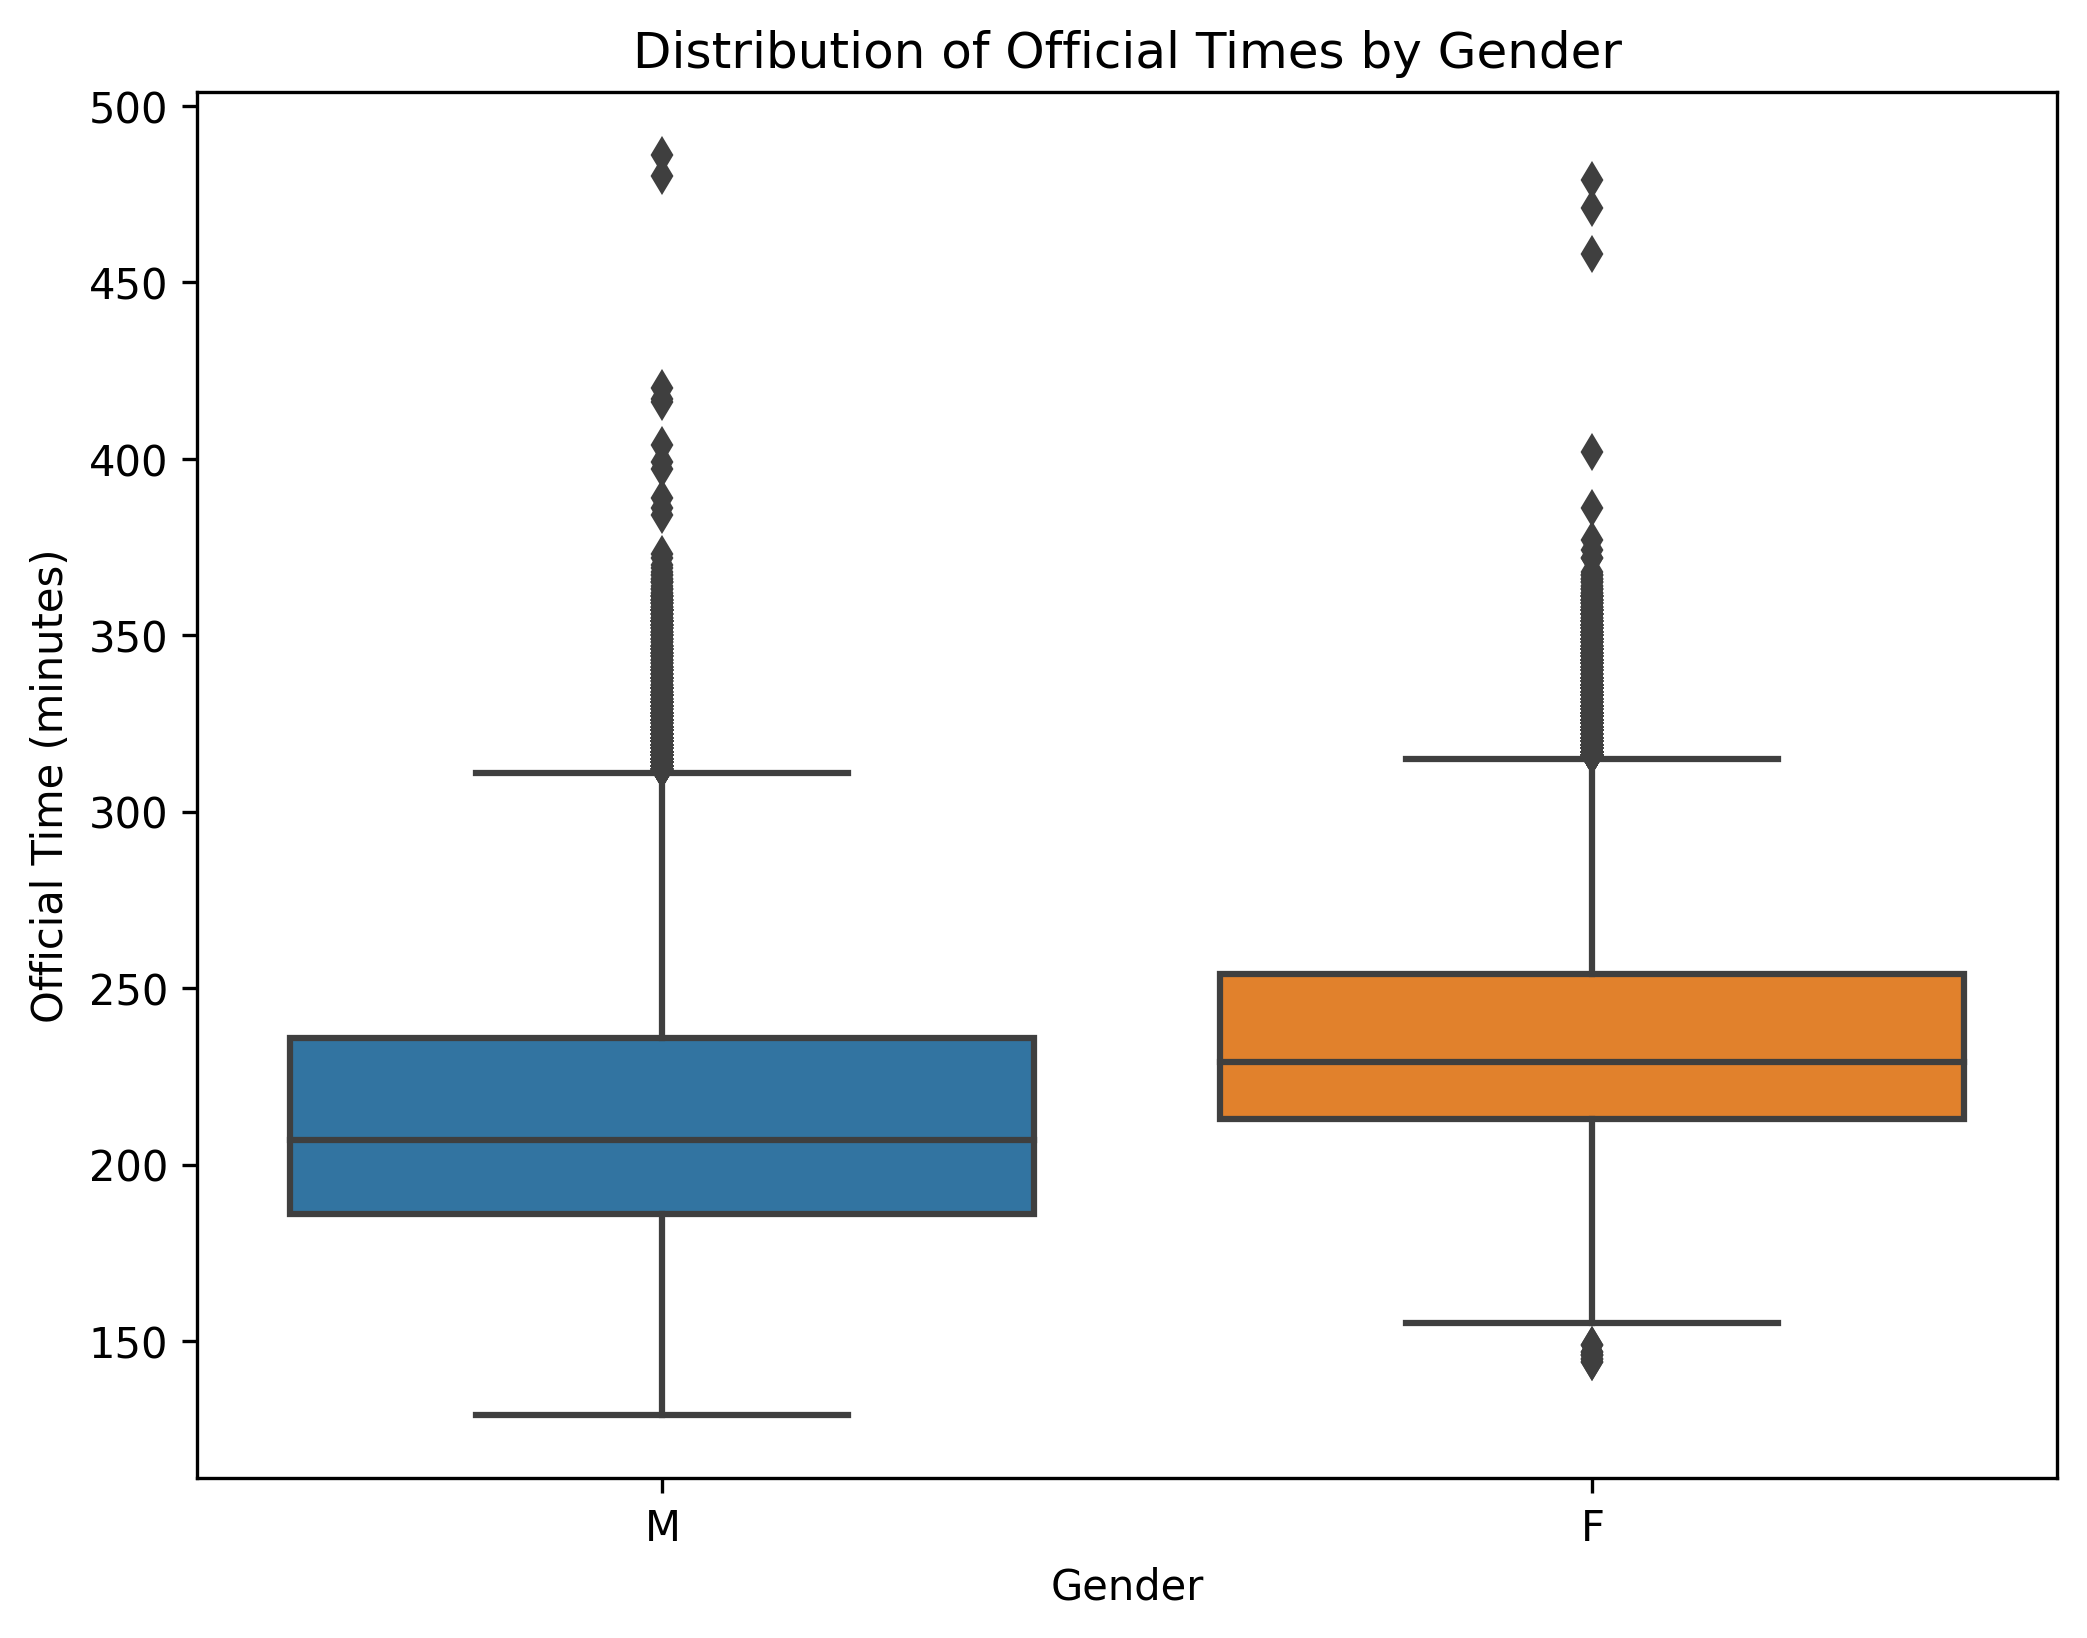 Distribution of Official Times by Gender
500
450
400
350
300
250
200
150
Official Time (minutes)
M
F
Gender